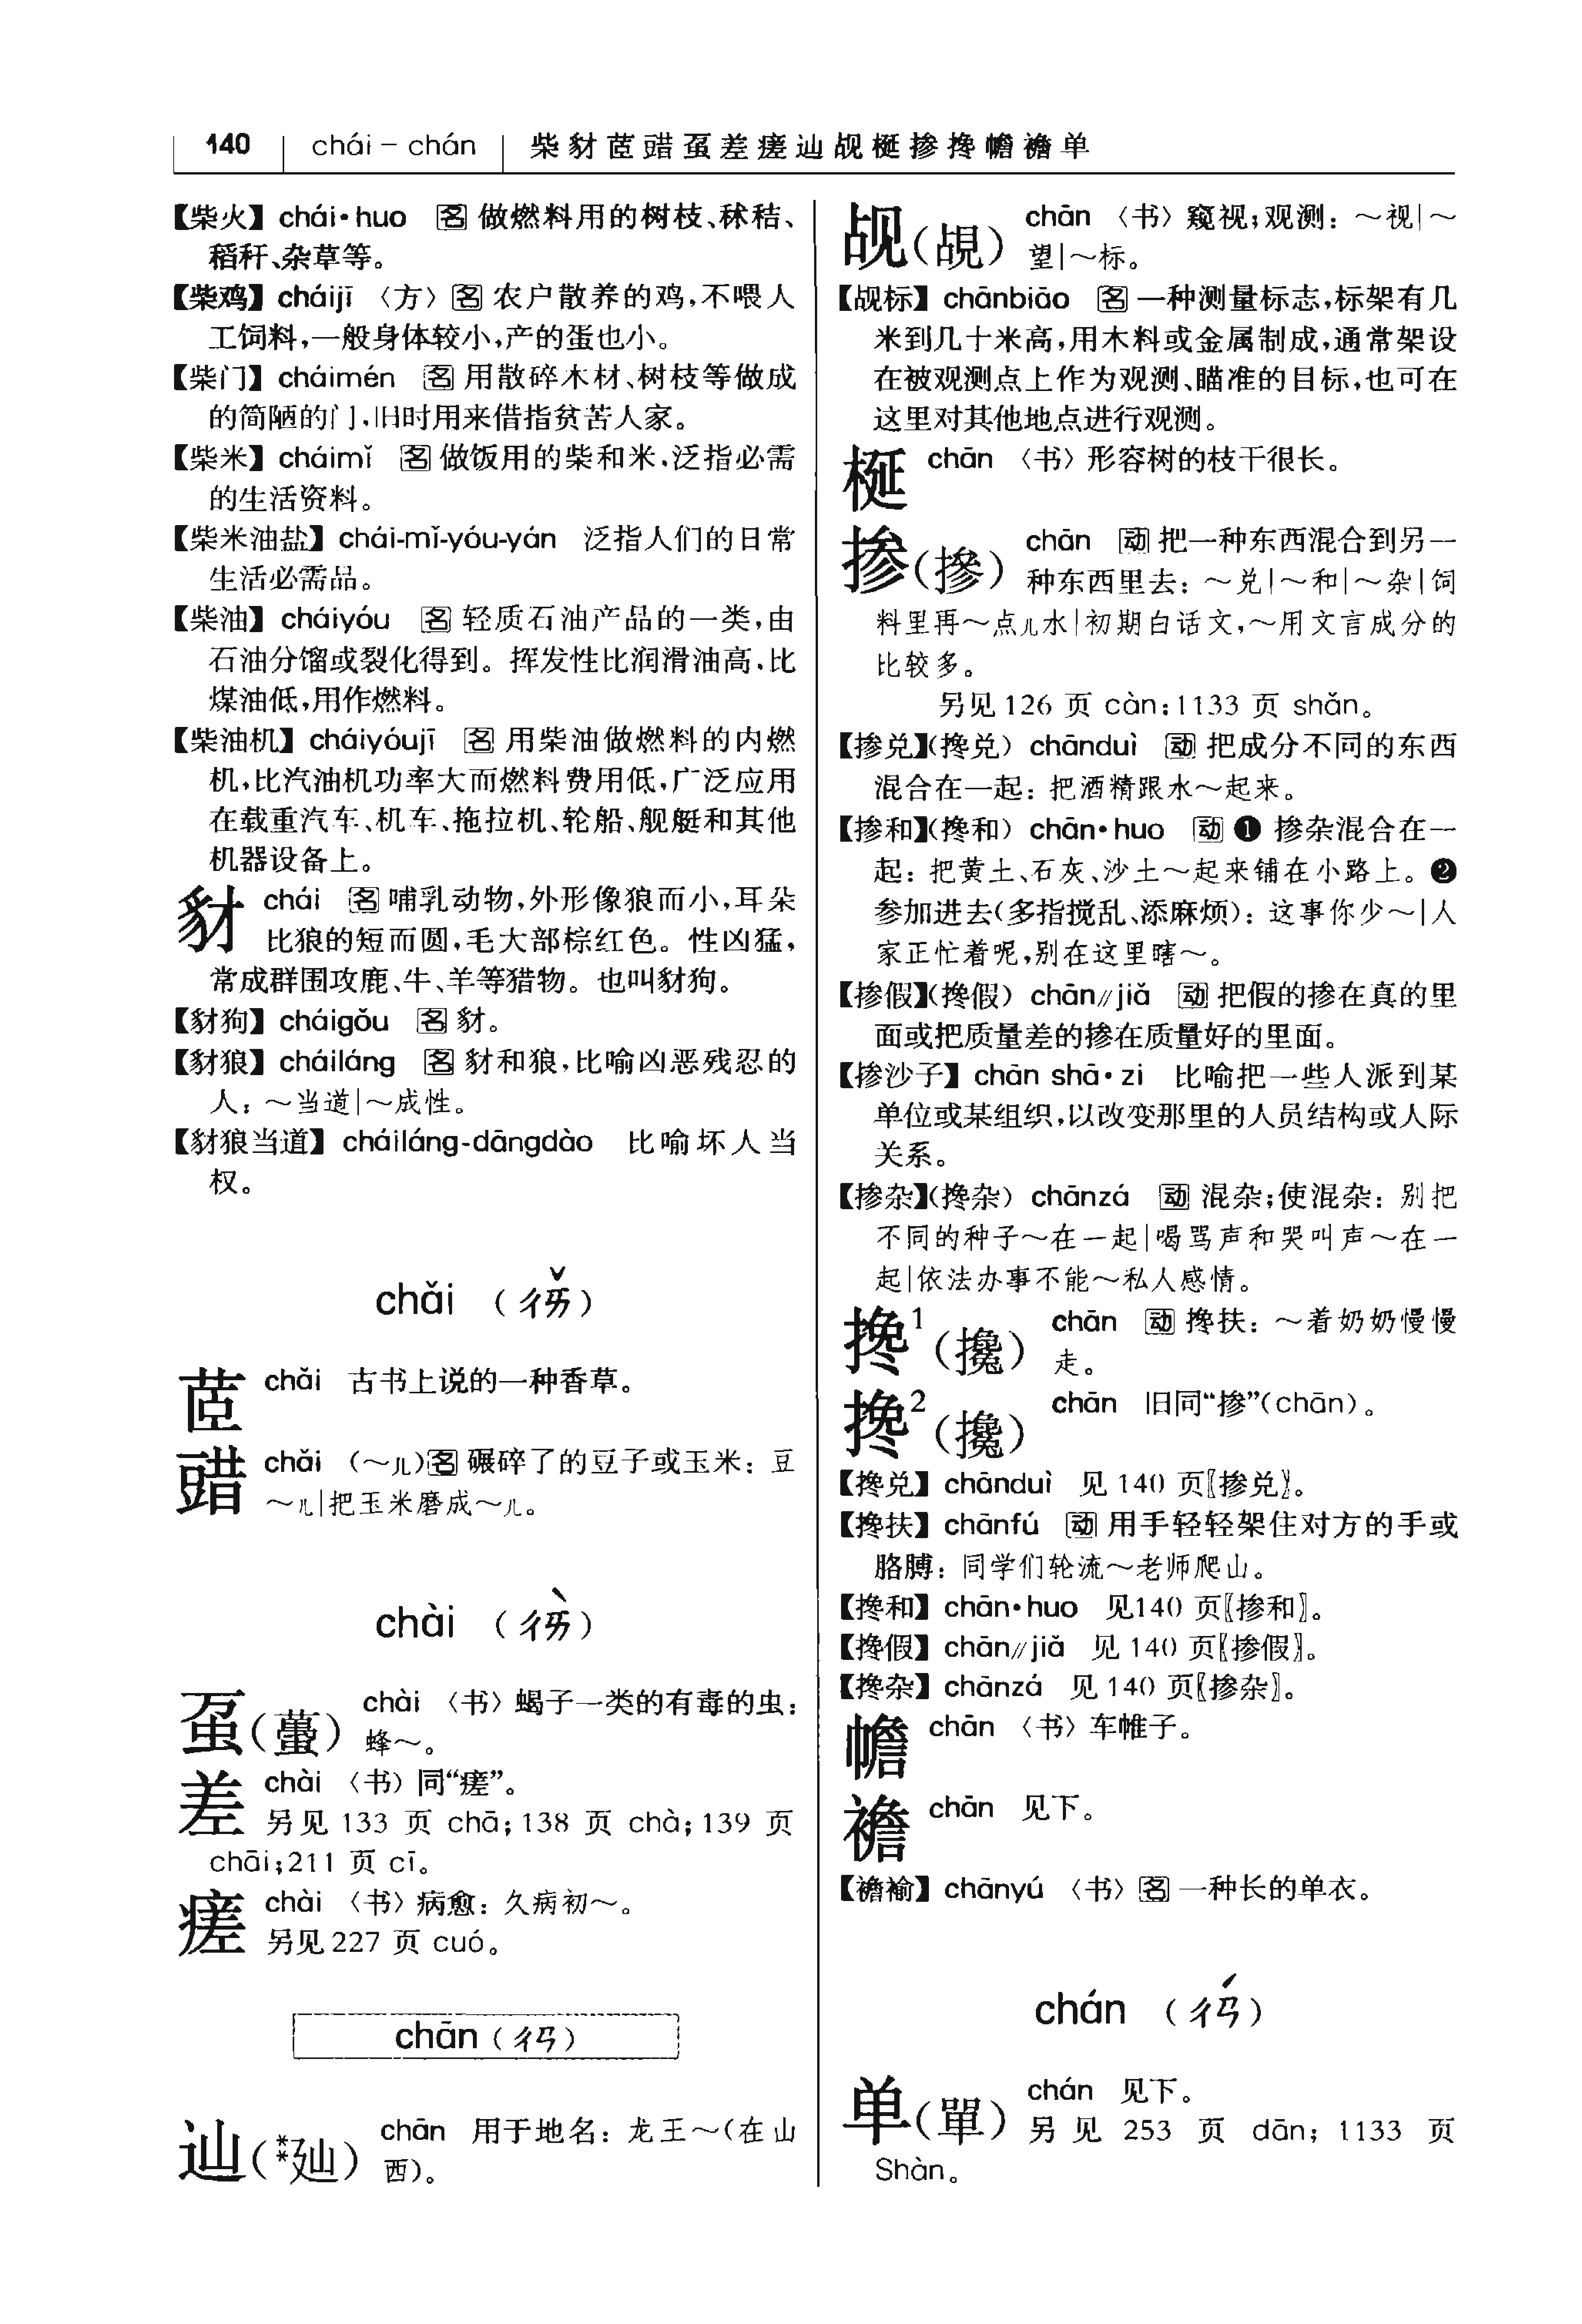 140 chái－chán 柴豺茝𫗠虿差瘥辿觇梴掺搀幨襜单
【柴火】chái·huo 名 做燃料用的树枝、秫秸、
稻秆、杂草等。
【柴鸡】cháijī〈方〉名 农户散养的鸡,不喂人
工饲料,一般身体较小,产的蛋也小。
【柴门】cháimén 名 用散碎木材、树枝等做成
的简陋的门,旧时用来借指贫苦人家。
【柴米】cháimǐ 名 做饭用的柴和米,泛指必需
的生活资料。
【柴米油盐】chái-mǐ-yóu-yán 泛指人们的日常
生活必需品。
【柴油】cháiyóu 名 轻质石油产品的一类,由
石油分馏或裂化得到。挥发性比润滑油高,比
煤油低,用作燃料。
【柴油机】cháiyóujī 名 用柴油做燃料的内燃
机,比汽油机功率大而燃料费用低,广泛应用
在载重汽车、机车、拖拉机、轮船、舰艇和其他
机器设备上。
豺 chái 名 哺乳动物,外形像狼而小,耳朵
比狼的短而圆,毛大部棕红色。性凶猛,
常成群围攻鹿、牛、羊等猎物。也叫豺狗。
【豺狗】cháigǒu 名 豺。
【豺狼】cháiláng 名 豺和狼,比喻凶恶残忍的
人：～当道|～成性。
【豺狼当道】cháiláng-dāngdào 比喻坏人当
权。
chǎi （ㄔㄞˇ）
茝 chǎi 古书上说的一种香草。
chǎi （～儿）名 碾碎了的豆子或玉米：豆
～儿|把玉米磨成～儿。
chài （ㄔㄞˋ）
虿(蠆) chài 〈书〉蝎子一类的有毒的虫：
蜂～。
差 chài 〈书〉同“瘥”。
另见 133 页 chā；138 页 chà；139 页
chāi；211 页 cī。
瘥 chài 〈书〉病愈：久病初～。
另见 227 页 cuó。
chān（ㄔㄢ）
辿(**㢟) chān 用于地名：龙王～(在山
西)。
觇(覘) chān 〈书〉窥视；观测：～视|～
望|～标。
【觇标】chānbiāo 名 一种测量标志,标架有几
米到几十米高,用木料或金属制成,通常架设
在被观测点上作为观测、瞄准的目标,也可在
这里对其他地点进行观测。
梴 chān 〈书〉形容树的枝干很长。
掺(摻) chān 动 把一种东西混合到另一
种东西里去：～兑|～和|～杂|饲
料里再～点儿水|初期白话文,～用文言成分的
比较多。
另见 126 页 càn；1133 页 shǎn。
【掺兑】(搀兑) chānduì 动 把成分不同的东西
混合在一起：把酒精跟水～起来。
【掺和】(搀和) chān·huo 动 ❶ 掺杂混合在一
起：把黄土、石灰、沙土～起来铺在小路上。❷
参加进去(多指搅乱、添麻烦)：这事你少～|人
家正忙着呢,别在这里瞎～。
【掺假】(搀假) chān//jiǎ 动 把假的掺在真的里
面或把质量差的掺在质量好的里面。
【掺沙子】chān shā·zi 比喻把一些人派到某
单位或某组织,以改变那里的人员结构或人际
关系。
【掺杂】(搀杂) chānzá 动 混杂；使混杂：别把
不同的种子～在一起|喝骂声和哭叫声～在一
起|依法办事不能～私人感情。
搀¹(攙) chān 动 搀扶：～着奶奶慢慢
走。
搀²(攙) chān 旧同“掺”(chān)。
【搀兑】chānduì 见 140 页〖掺兑〗。
【搀扶】chānfú 动 用手轻轻架住对方的手或
胳膊：同学们轮流～老师爬山。
【搀和】chān·huo 见140 页〖掺和〗。
【搀假】chān//jiǎ 见 140 页〖掺假〗。
【搀杂】chānzá 见 140 页〖掺杂〗。
幨 chān 〈书〉车帷子。
襜 chān 见下。
【襜褕】chānyú 〈书〉名 一种长的单衣。
chán （ㄔㄢˊ）
单(單) chán 见下。
另见 253 页 dān；1133 页
Shàn。